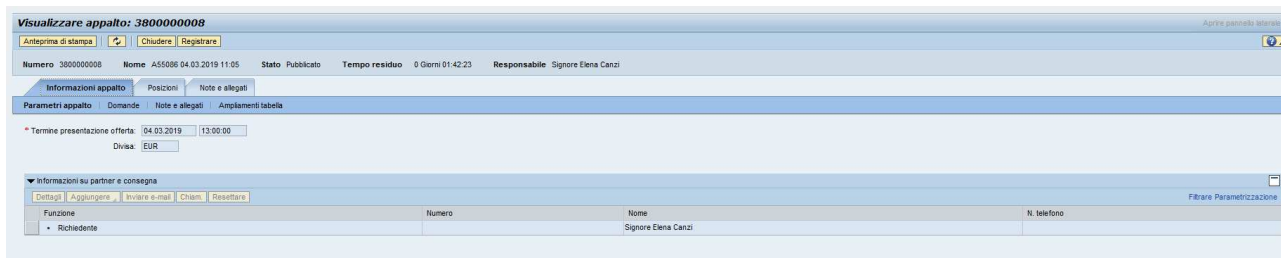 Visualizzare appalto: 3800000008 Aprire pannello laterale
Anteprima di stampa Chiudere Registrare
Numero 3800000008 Nome A55086 04.03.2019 11:05 Stato Pubblicato Tempo residuo 0 Giorni 01:42:23 Responsabile Signore Elena Canzi
Informazioni appalto Posizioni Note e allegati
Parametri appalto Domande Note e allegati Ampliamenti tabella
* Termine presentazione offerta: 04.03.2019 13:00:00
Divisa: EUR
Informazioni su partner e consegna
Dettagli Aggiungere Inviare e-mail Chiam. Resettare Filtrare Parametrizzazione
Funzione Numero Nome N. telefono
• Richiedente Signore Elena Canzi